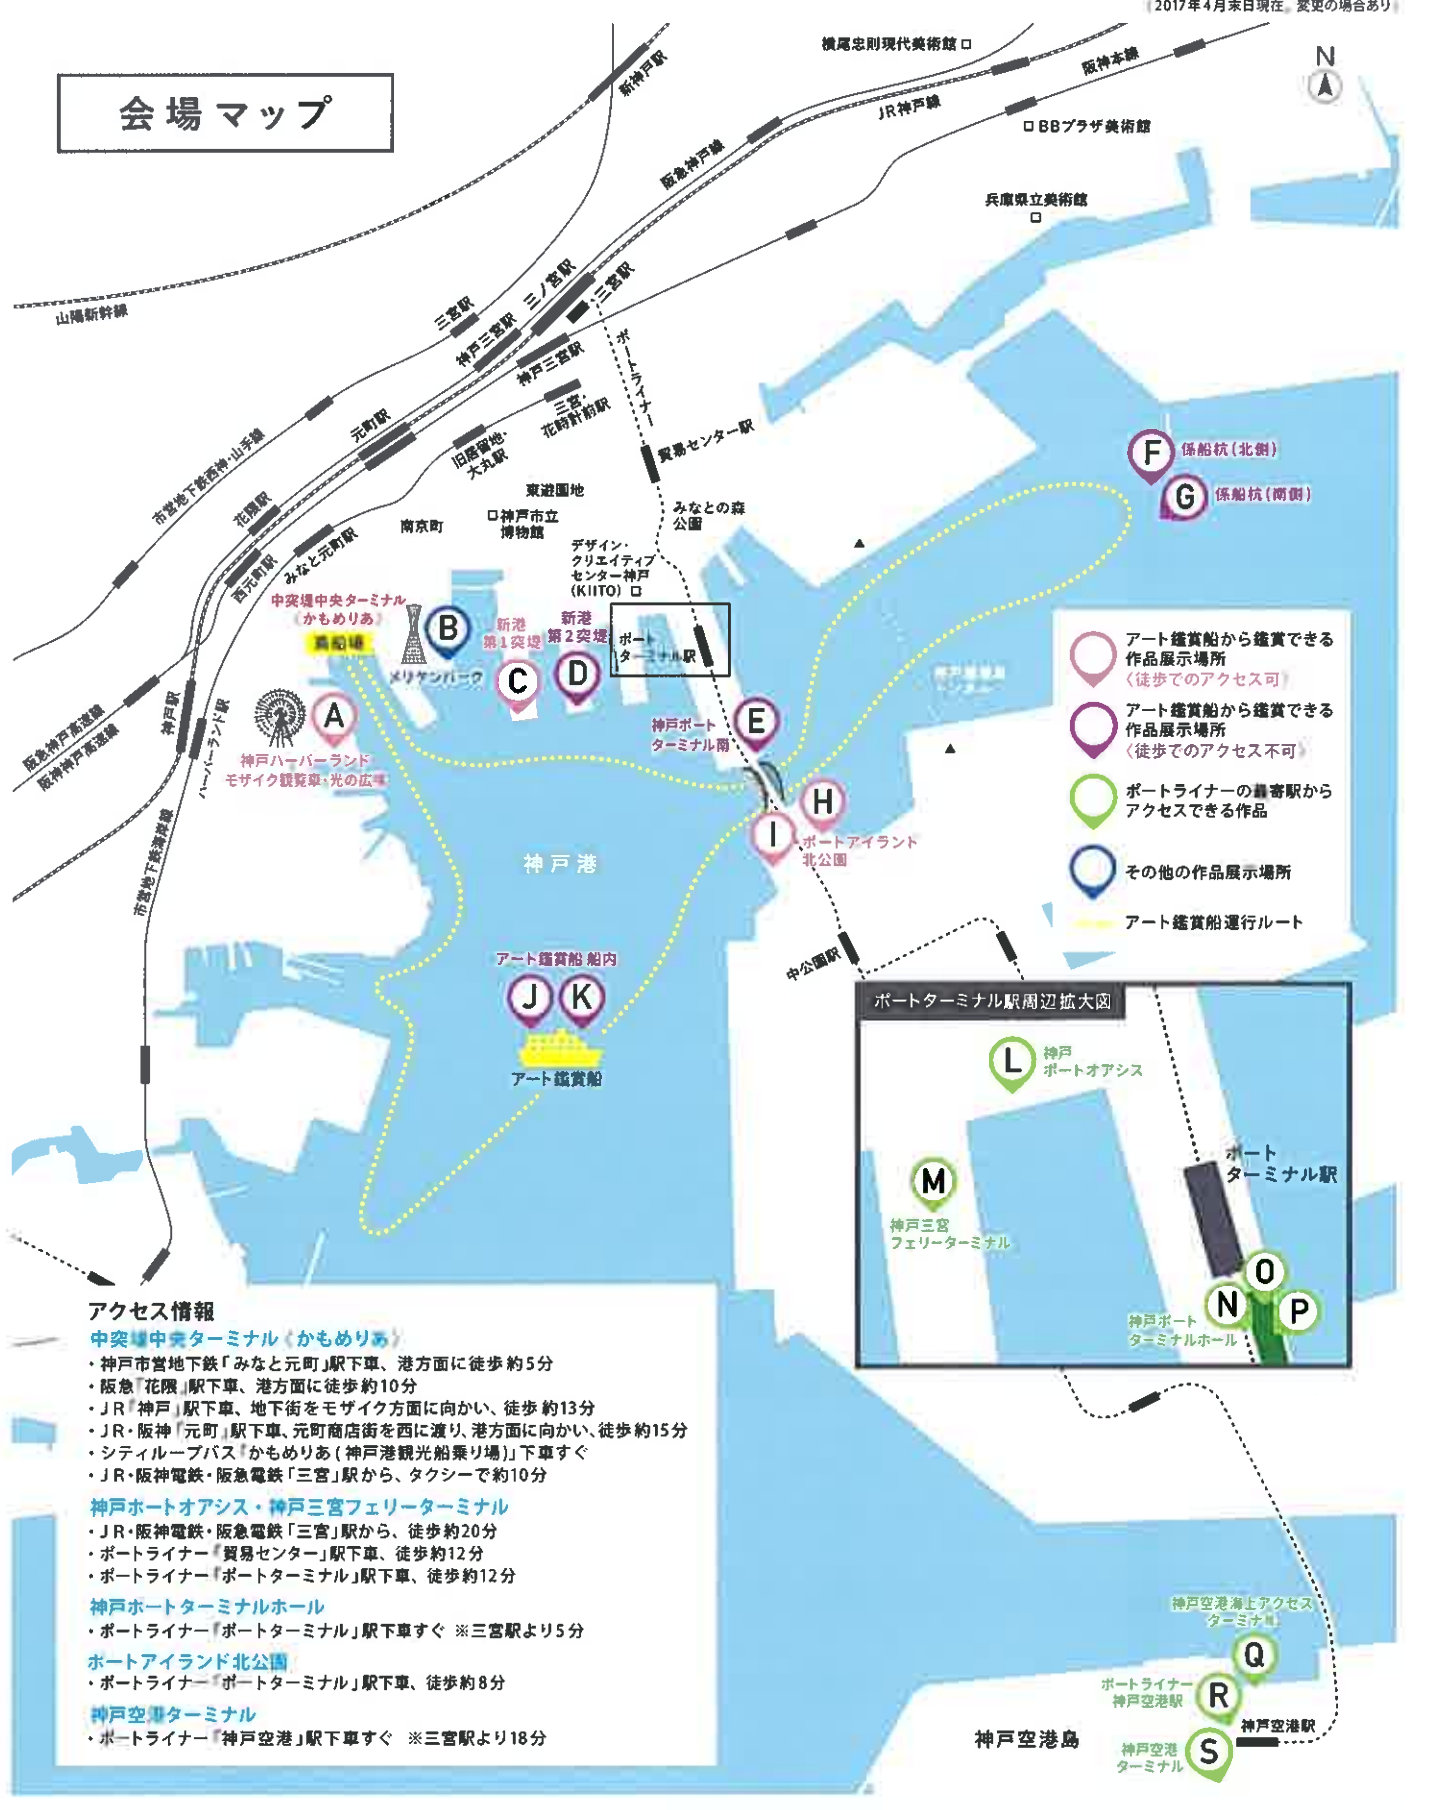 (2017年4月末日現在。変更の場合あり)
会場マップ
N
横尾忠則現代美術館
阪神本線
新神戸駅
JR神戸線
BBプラザ美術館
阪急神戸線
兵庫県立美術館
山陽新幹線
三ノ宮駅
三宮駅
三宮駅
神戸三宮駅
神戸三宮駅
ポートライナー
三宮・
花時計前駅
元町駅
旧居留地・
大丸駅
貿易センター駅
市営地下鉄西神・山手線
花隈駅
東遊園地
みなとの森
公園
南京町
神戸市立
博物館
西元町駅
みなと元町駅
デザイン・
クリエイティブ
センター神戸
(KIITO)
F
係船杭(北側)
G
係船杭(南側)
中突堤中央ターミナル
(かもめりあ)
乗船場
B
メリケンパーク
新港
第1突堤
C
新港
第2突堤
D
ポート
ターミナル駅
A
神戸ハーバーランド
モザイク観覧車・光の広場
神戸駅
ハーバーランド駅
阪急神戸高速線
阪神神戸高速線
市営地下鉄海岸線
神戸ポート
ターミナル南
E
H
I
ポートアイランド
北公園
神戸港
中公園駅
アート鑑賞船 船内
J
K
アート鑑賞船
アート鑑賞船から鑑賞できる
作品展示場所
〈徒歩でのアクセス可〉
アート鑑賞船から鑑賞できる
作品展示場所
〈徒歩でのアクセス不可〉
ポートライナーの最寄駅から
アクセスできる作品
その他の作品展示場所
アート鑑賞船運行ルート
ポートターミナル駅周辺拡大図
L
神戸
ポートオアシス
M
神戸三宮
フェリーターミナル
ポート
ターミナル駅
O
N
P
神戸ポート
ターミナルホール
アクセス情報
中突堤中央ターミナル(かもめりあ)
・神戸市営地下鉄「みなと元町」駅下車、港方面に徒歩約5分
・阪急「花隈」駅下車、港方面に徒歩約10分
・JR「神戸」駅下車、地下街をモザイク方面に向かい、徒歩約13分
・JR・阪神「元町」駅下車、元町商店街を西に渡り、港方面に向かい、徒歩約15分
・シティループバス「かもめりあ(神戸港観光船乗り場)」下車すぐ
・JR・阪神電鉄・阪急電鉄「三宮」駅から、タクシーで約10分
神戸ポートオアシス・神戸三宮フェリーターミナル
・JR・阪神電鉄・阪急電鉄「三宮」駅から、徒歩約20分
・ポートライナー「貿易センター」駅下車、徒歩約12分
・ポートライナー「ポートターミナル」駅下車、徒歩約12分
神戸ポートターミナルホール
・ポートライナー「ポートターミナル」駅下車すぐ ※三宮駅より5分
ポートアイランド北公園
・ポートライナー「ポートターミナル」駅下車、徒歩約8分
神戸空港ターミナル
・ポートライナー「神戸空港」駅下車すぐ ※三宮駅より18分
神戸空港海上アクセス
ターミナル
Q
ポートライナー
神戸空港駅
R
神戸空港駅
神戸空港島
神戸空港
ターミナル
S